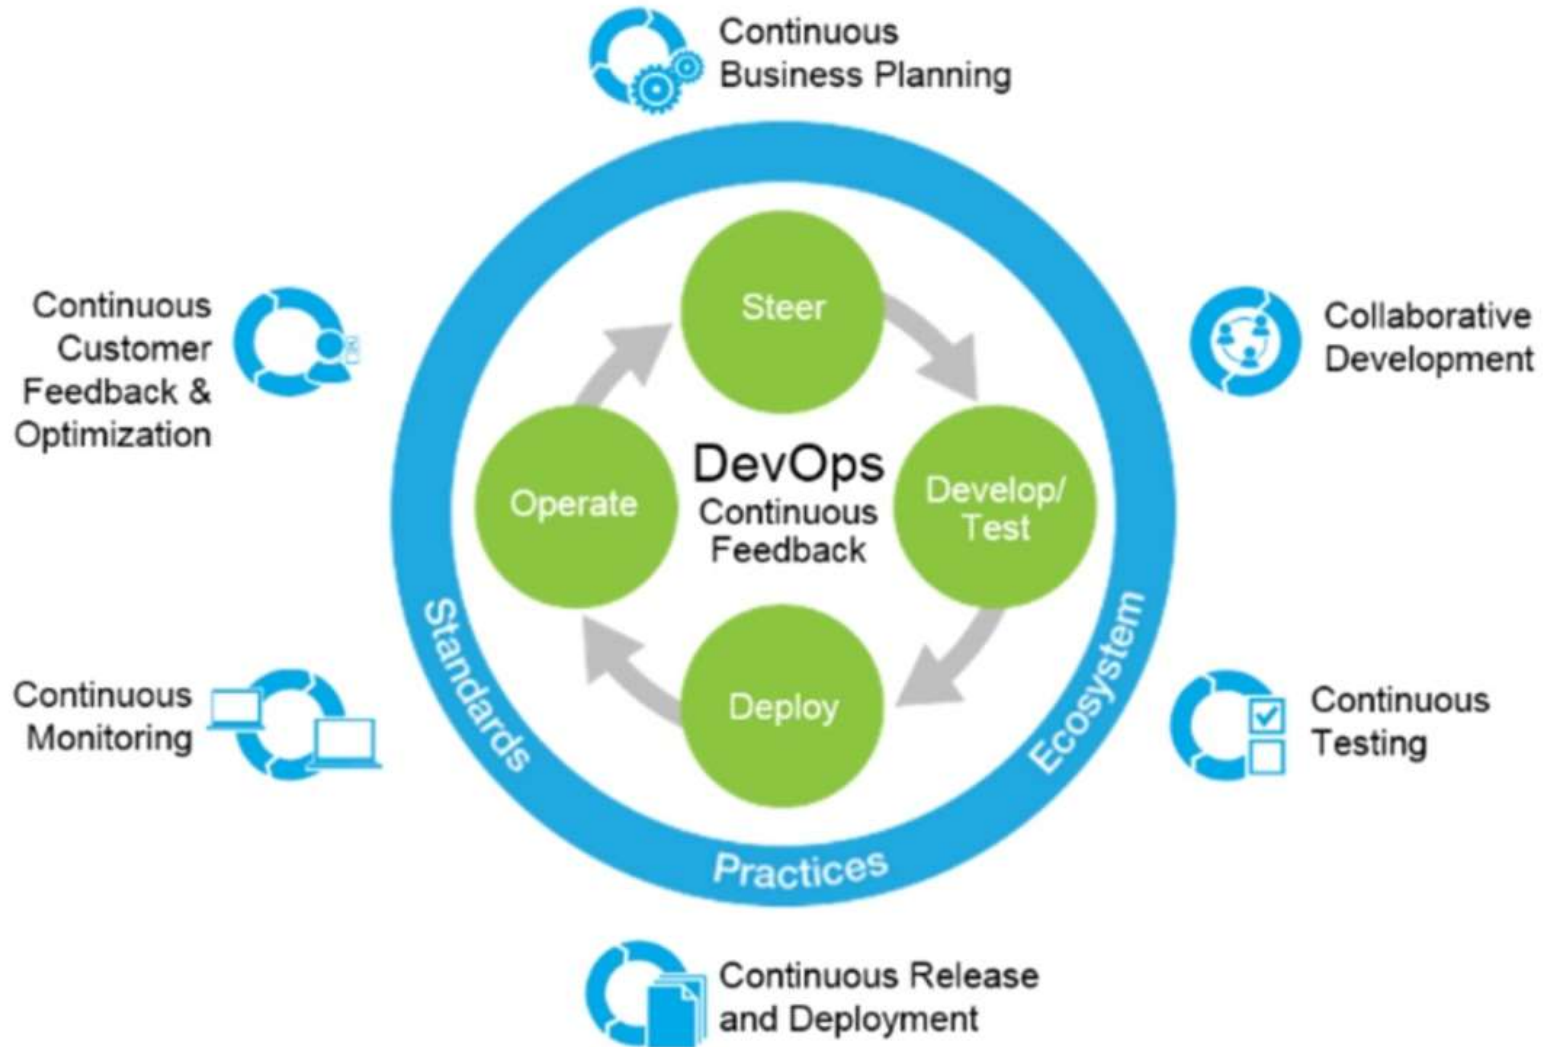 Continuous
Business Planning
Continuous
Customer
Feedback &
Optimization
Collaborative
Development
Steer
Operate
DevOps
Continuous
Feedback
Develop/
Test
Deploy
Standards
Practices
Ecosystem
Continuous
Monitoring
Continuous
Testing
Continuous Release
and Deployment